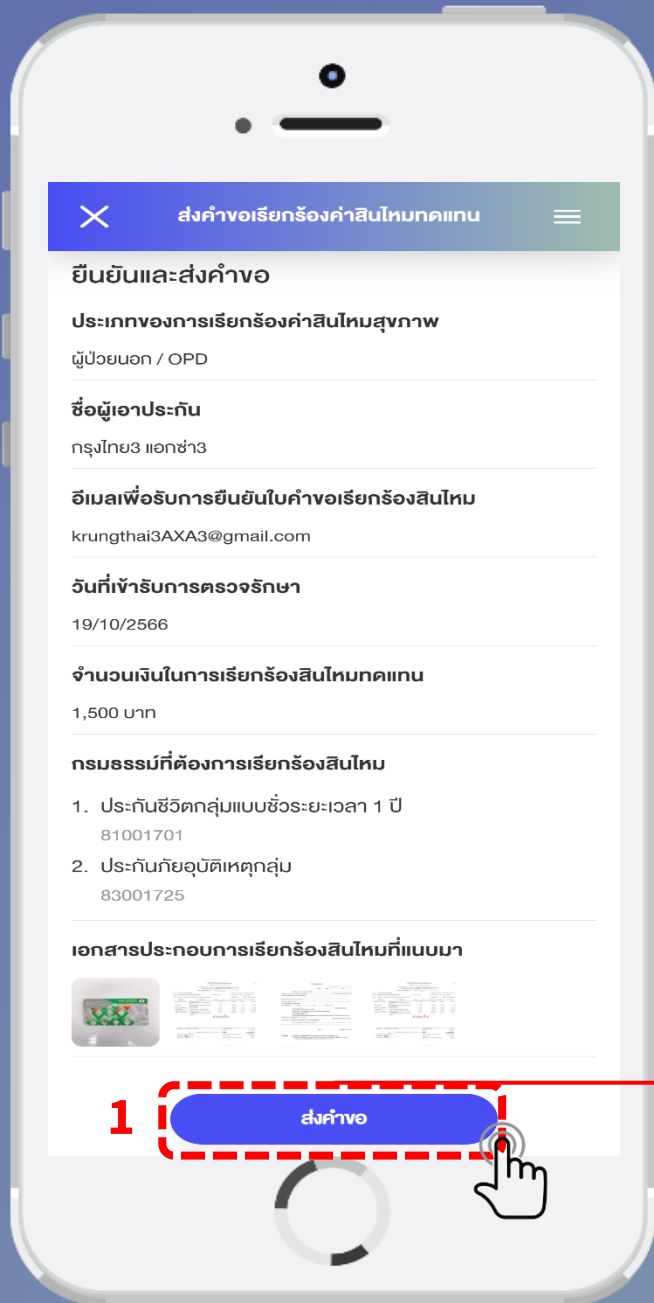 ส่งคำขอเรียกร้องค่าสินไหมทดแทน
ยืนยันและส่งคำขอ
ประเภทของการเรียกร้องค่าสินไหมสุขภาพ
ผู้ป่วยนอก / OPD
ชื่อผู้เอาประกัน
กรุงไทย3 แอกซ่า3
อีเมลเพื่อรับการยืนยันใบคำขอเรียกร้องสินไหม
krungthai3AXA3@gmail.com
วันที่เข้ารับการตรวจรักษา
19/10/2566
จำนวนเงินในการเรียกร้องสินไหมทดแทน
1,500 บาท
กรมธรรม์ที่ต้องการเรียกร้องสินไหม
1. ประกันชีวิตกลุ่มแบบชั่วระยะเวลา 1 ปี
81001701
2. ประกันภัยอุบัติเหตุกลุ่ม
83001725
เอกสารประกอบการเรียกร้องสินไหมที่แนบมา
1
ส่งคำขอ